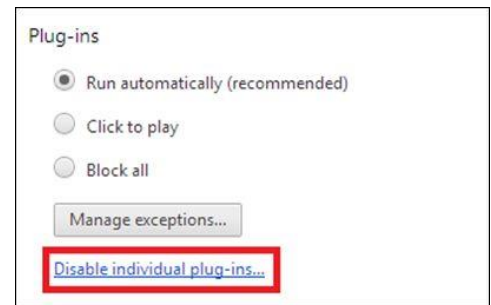 Plug-ins
Run automatically (recommended)
Click to play
Block all
Manage exceptions...
Disable individual plug-ins...